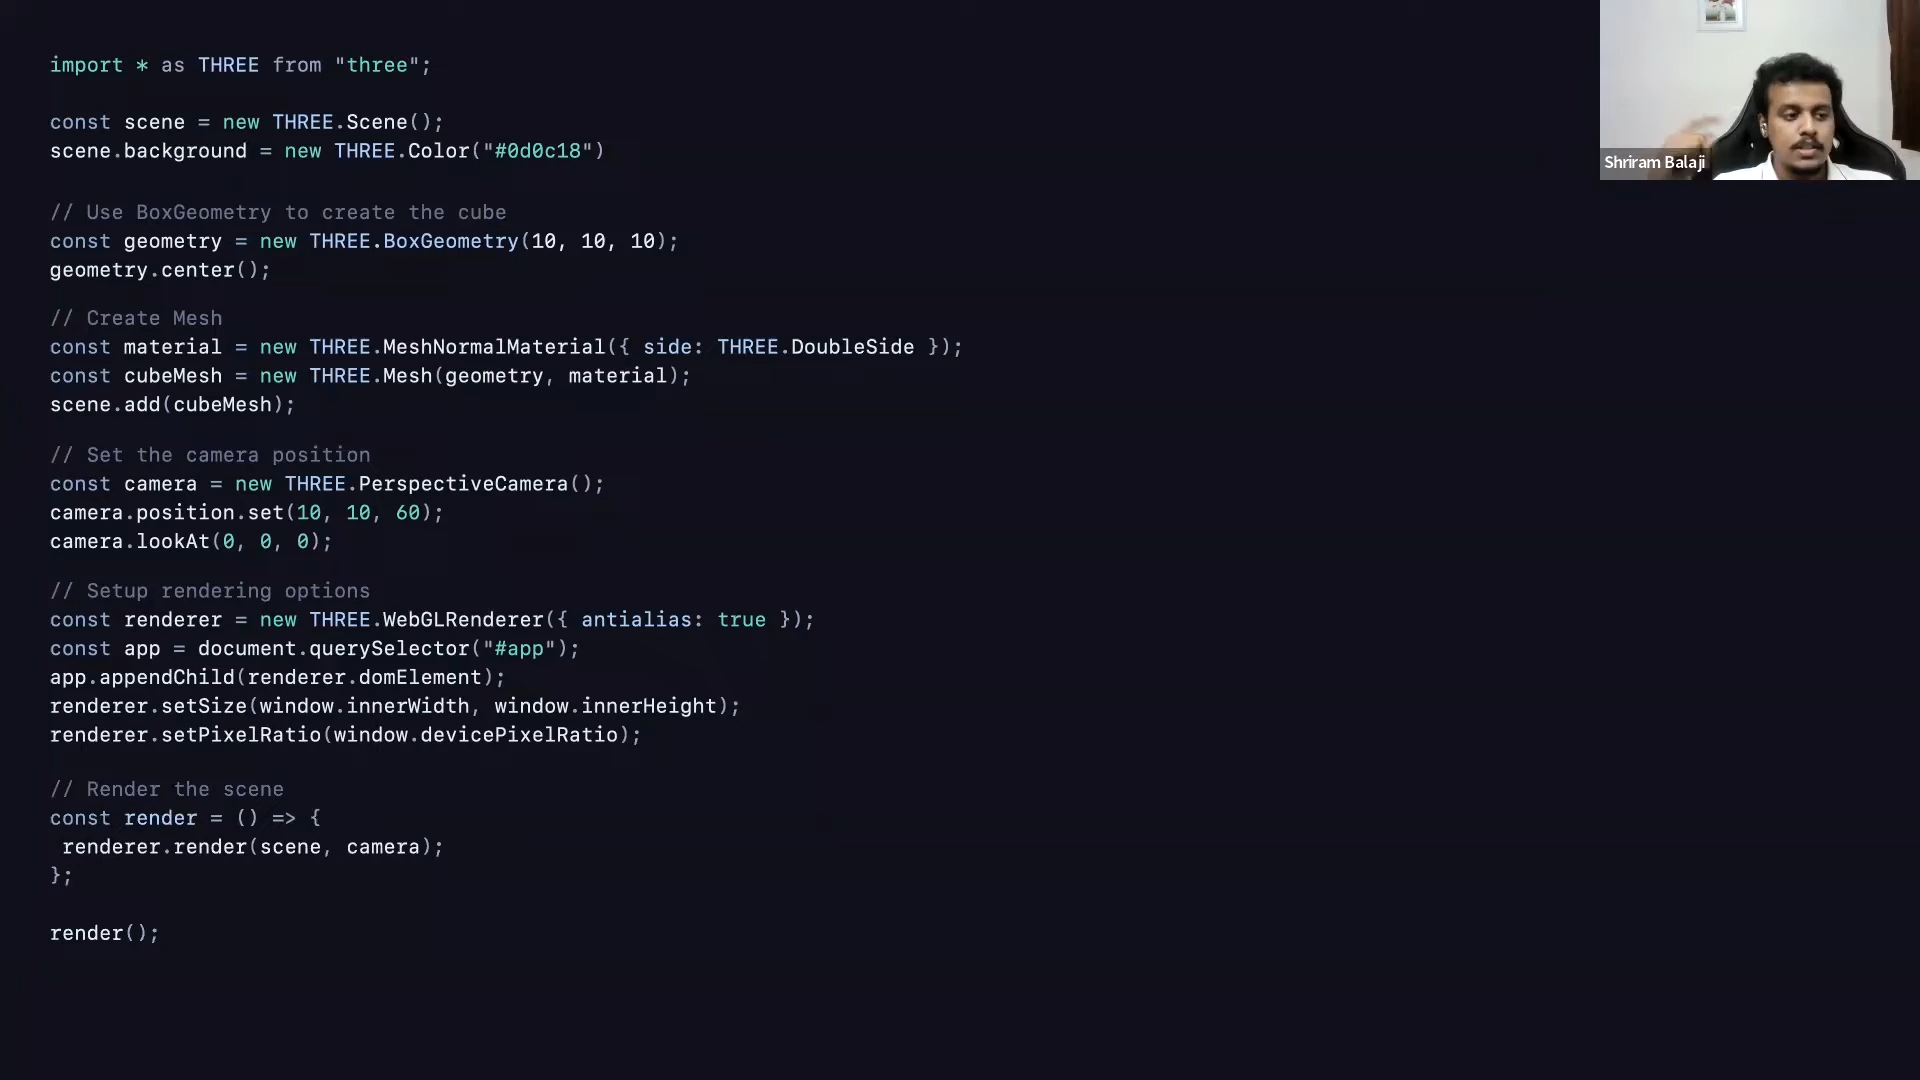 import * as THREE from "three";
const scene = new THREE.Scene();
scene.background = new THREE.Color("#0d0c18")
// Use BoxGeometry to create the cube
const geometry = new THREE.BoxGeometry(10, 10, 10);
geometry.center();
// Create Mesh
const material = new THREE.MeshNormalMaterial({ side: THREE.DoubleSide });
const cubeMesh = new THREE.Mesh(geometry, material);
scene.add(cubeMesh);
// Set the camera position
const camera = new THREE.PerspectiveCamera();
camera.position.set(10, 10, 60);
camera.lookAt(0, 0, 0);
// Setup rendering options
const renderer = new THREE.WebGLRenderer({ antialias: true });
const app = document.querySelector("#app");
app.appendChild(renderer.domElement);
renderer.setSize(window.innerWidth, window.innerHeight);
renderer.setPixelRatio(window.devicePixelRatio);
// Render the scene
const render = () => {
 renderer.render(scene, camera);
};
render();
Shriram Balaji